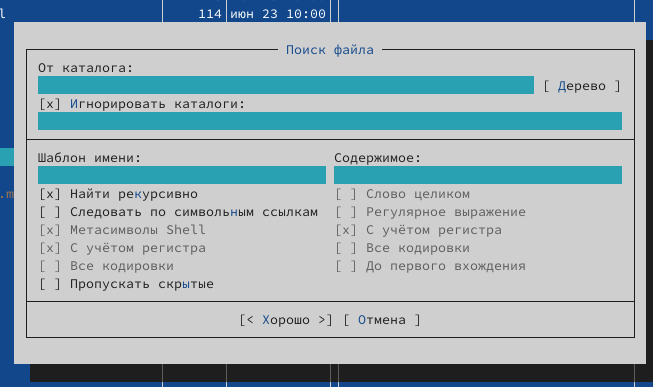 l 114 июн 23 10:00
Поиск файла
От каталога:
[ Дерево ]
[x] Игнорировать каталоги:
Шаблон имени: Содержимое:
.m [x] Найти рекурсивно [ ] Слово целиком
[ ] Следовать по символьным ссылкам [ ] Регулярное выражение
[x] Метасимволы Shell [x] С учётом регистра
[x] С учётом регистра [ ] Все кодировки
[ ] Все кодировки [ ] До первого вхождения
[ ] Пропускать скрытые
[< Хорошо >] [ Отмена ]